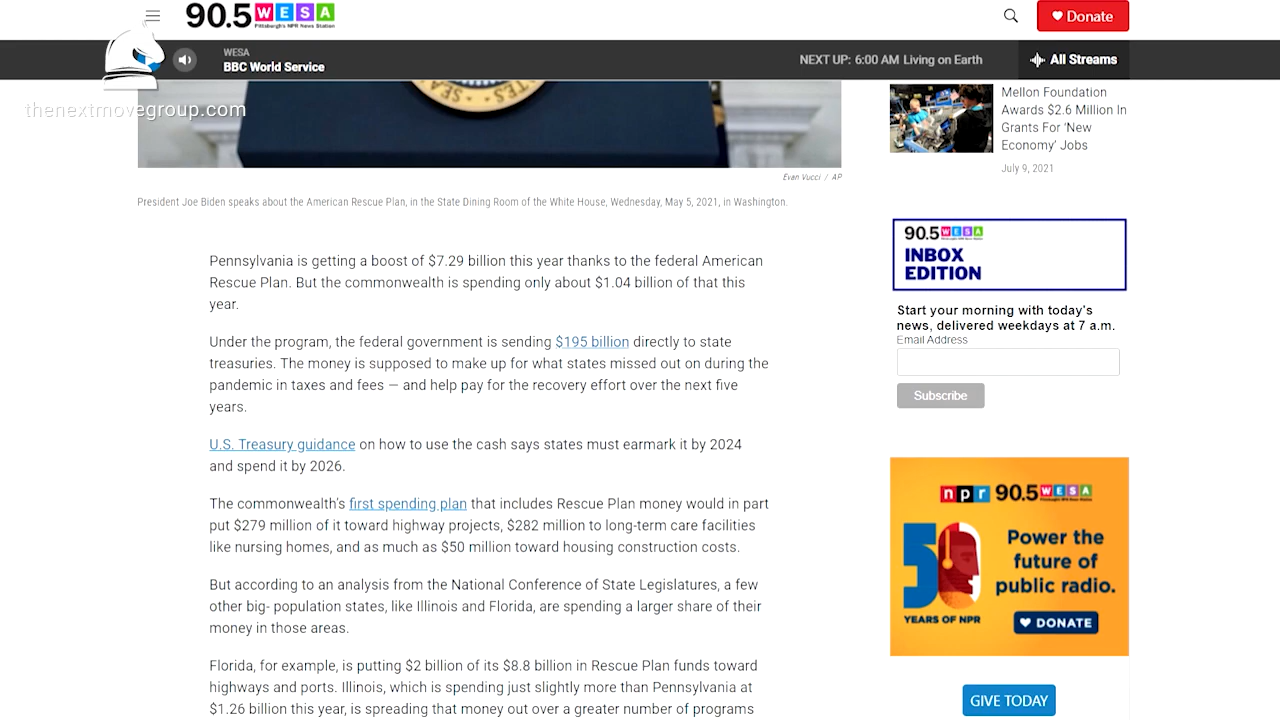 90.5 WESA
Pittsburgh's NPR News Station
Donate
WESA
BBC World Service
NEXT UP: 6:00 AM Living on Earth
All Streams
thenextmovegroup.com
SEAL OF
Evan Vucci / AP
President Joe Biden speaks about the American Rescue Plan, in the State Dining Room of the White House, Wednesday, May 5, 2021, in Washington.
Pennsylvania is getting a boost of $7.29 billion this year thanks to the federal American
Rescue Plan. But the commonwealth is spending only about $1.04 billion of that this
year.
Under the program, the federal government is sending $195 billion directly to state
treasuries. The money is supposed to make up for what states missed out on during the
pandemic in taxes and fees — and help pay for the recovery effort over the next five
years.
U.S. Treasury guidance on how to use the cash says states must earmark it by 2024
and spend it by 2026.
The commonwealth's first spending plan that includes Rescue Plan money would in part
put $279 million of it toward highway projects, $282 million to long-term care facilities
like nursing homes, and as much as $50 million toward housing construction costs.
But according to an analysis from the National Conference of State Legislatures, a few
other big- population states, like Illinois and Florida, are spending a larger share of their
money in those areas.
Florida, for example, is putting $2 billion of its $8.8 billion in Rescue Plan funds toward
highways and ports. Illinois, which is spending just slightly more than Pennsylvania at
$1.26 billion this year, is spreading that money out over a greater number of programs
Mellon Foundation
Awards $2.6 Million In
Grants For 'New
Economy' Jobs
July 9, 2021
90.5 WESA
INBOX
EDITION
Start your morning with today's
news, delivered weekdays at 7 a.m.
Email Address
Subscribe
npr 90.5 WESA
50
YEARS OF NPR
Power the
future of
public radio.
DONATE
GIVE TODAY